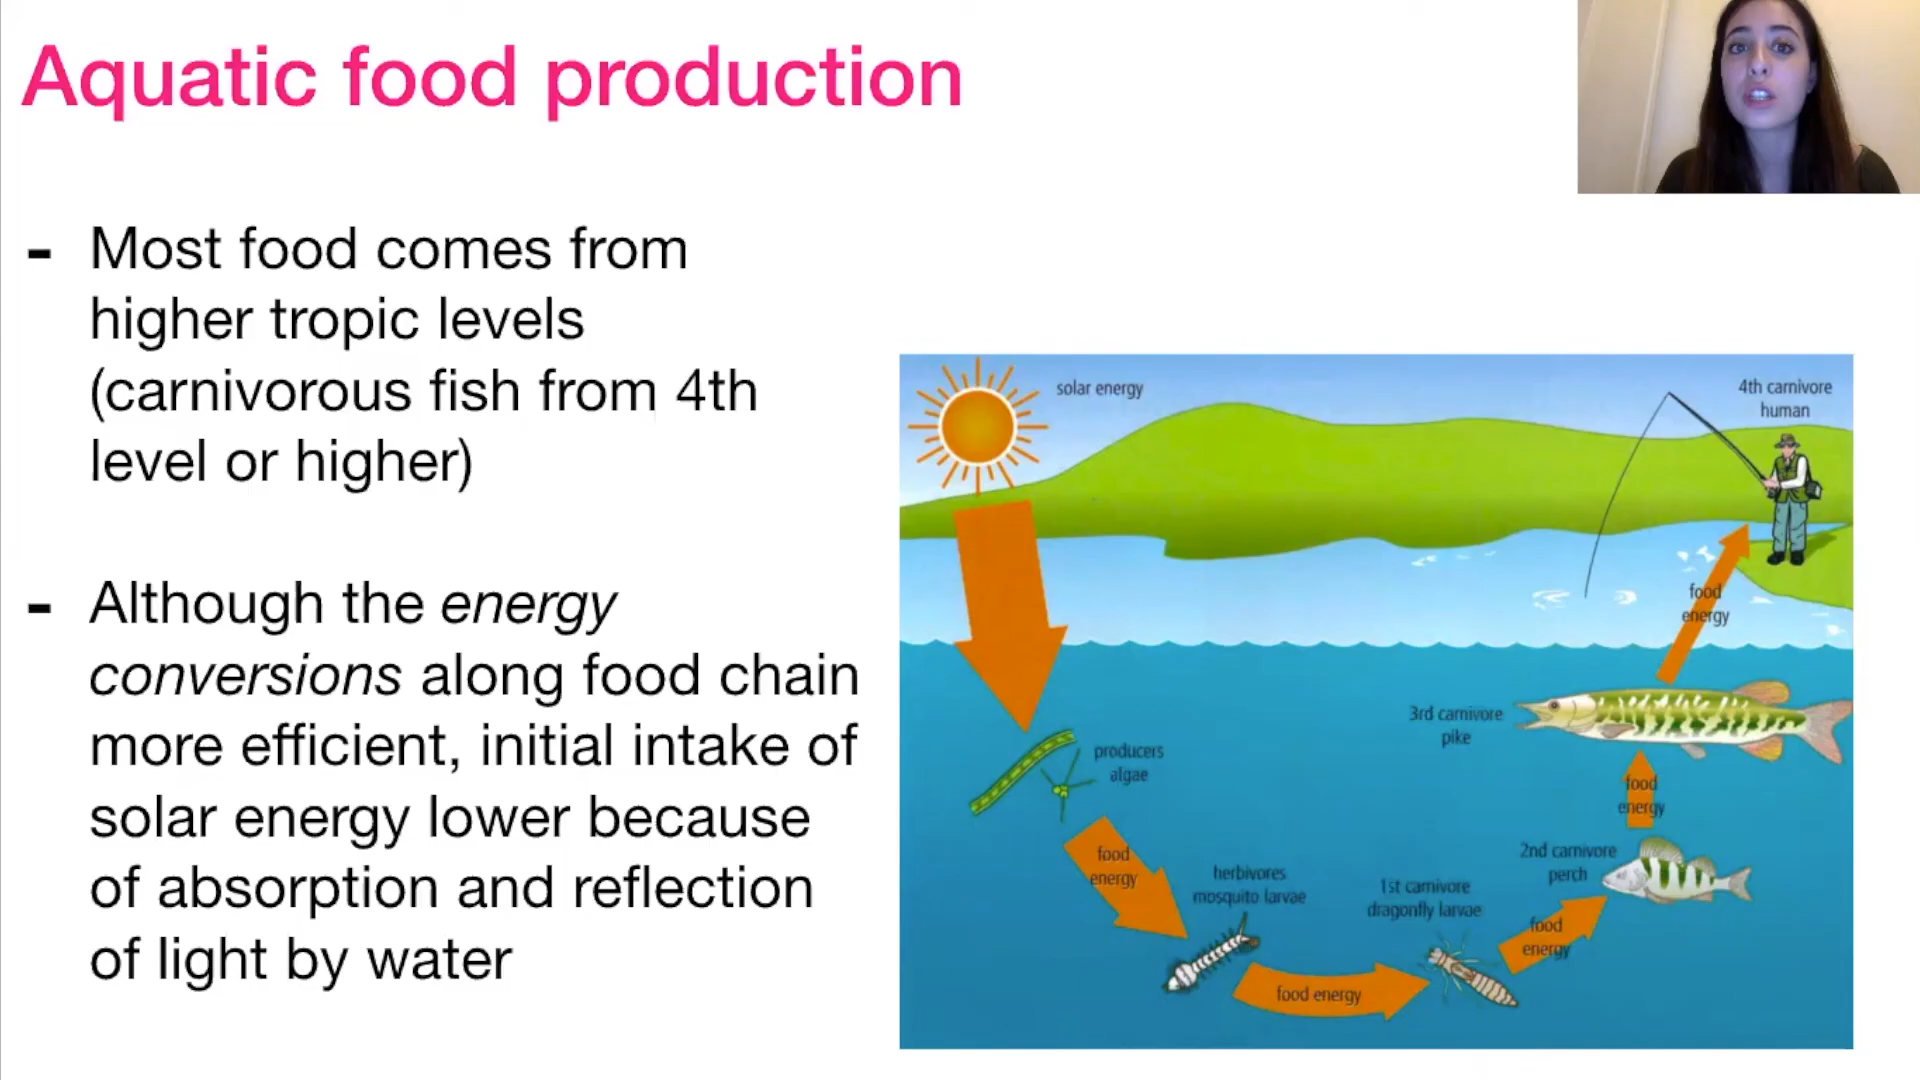 Aquatic food production
- Most food comes from
higher tropic levels
(carnivorous fish from 4th
level or higher)
- Although the energy
conversions along food chain
more efficient, initial intake of
solar energy lower because
of absorption and reflection
of light by water
solar energy
4th carnivore
human
food
energy
3rd carnivore
pike
producers
algae
food
energy
2nd carnivore
perch
food
energy
herbivores
mosquito larvae
1st carnivore
dragonfly larvae
food
energy
food energy